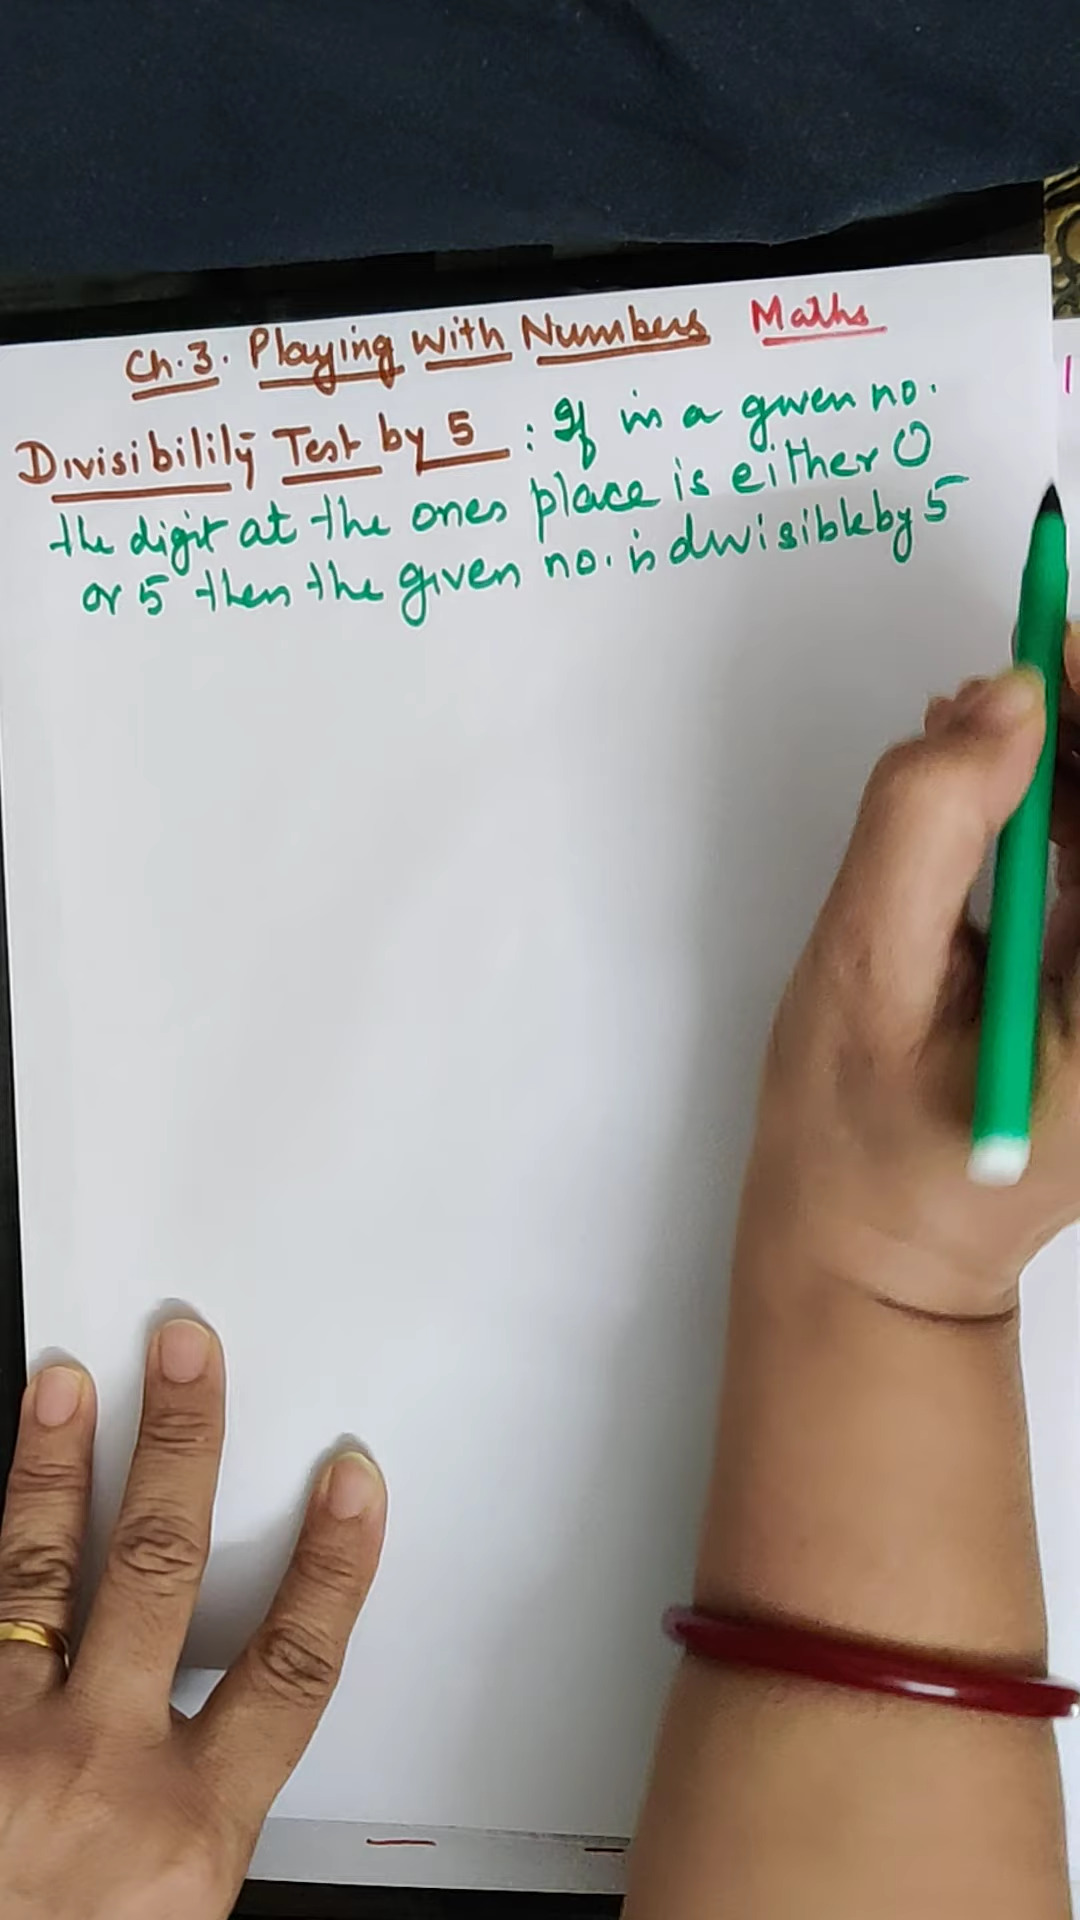 Ch.3. Playing with Numbers Maths
Divisibility Test by 5 : If in a given no.
the digit at the ones place is either 0
or 5 then the given no. is divisible by 5